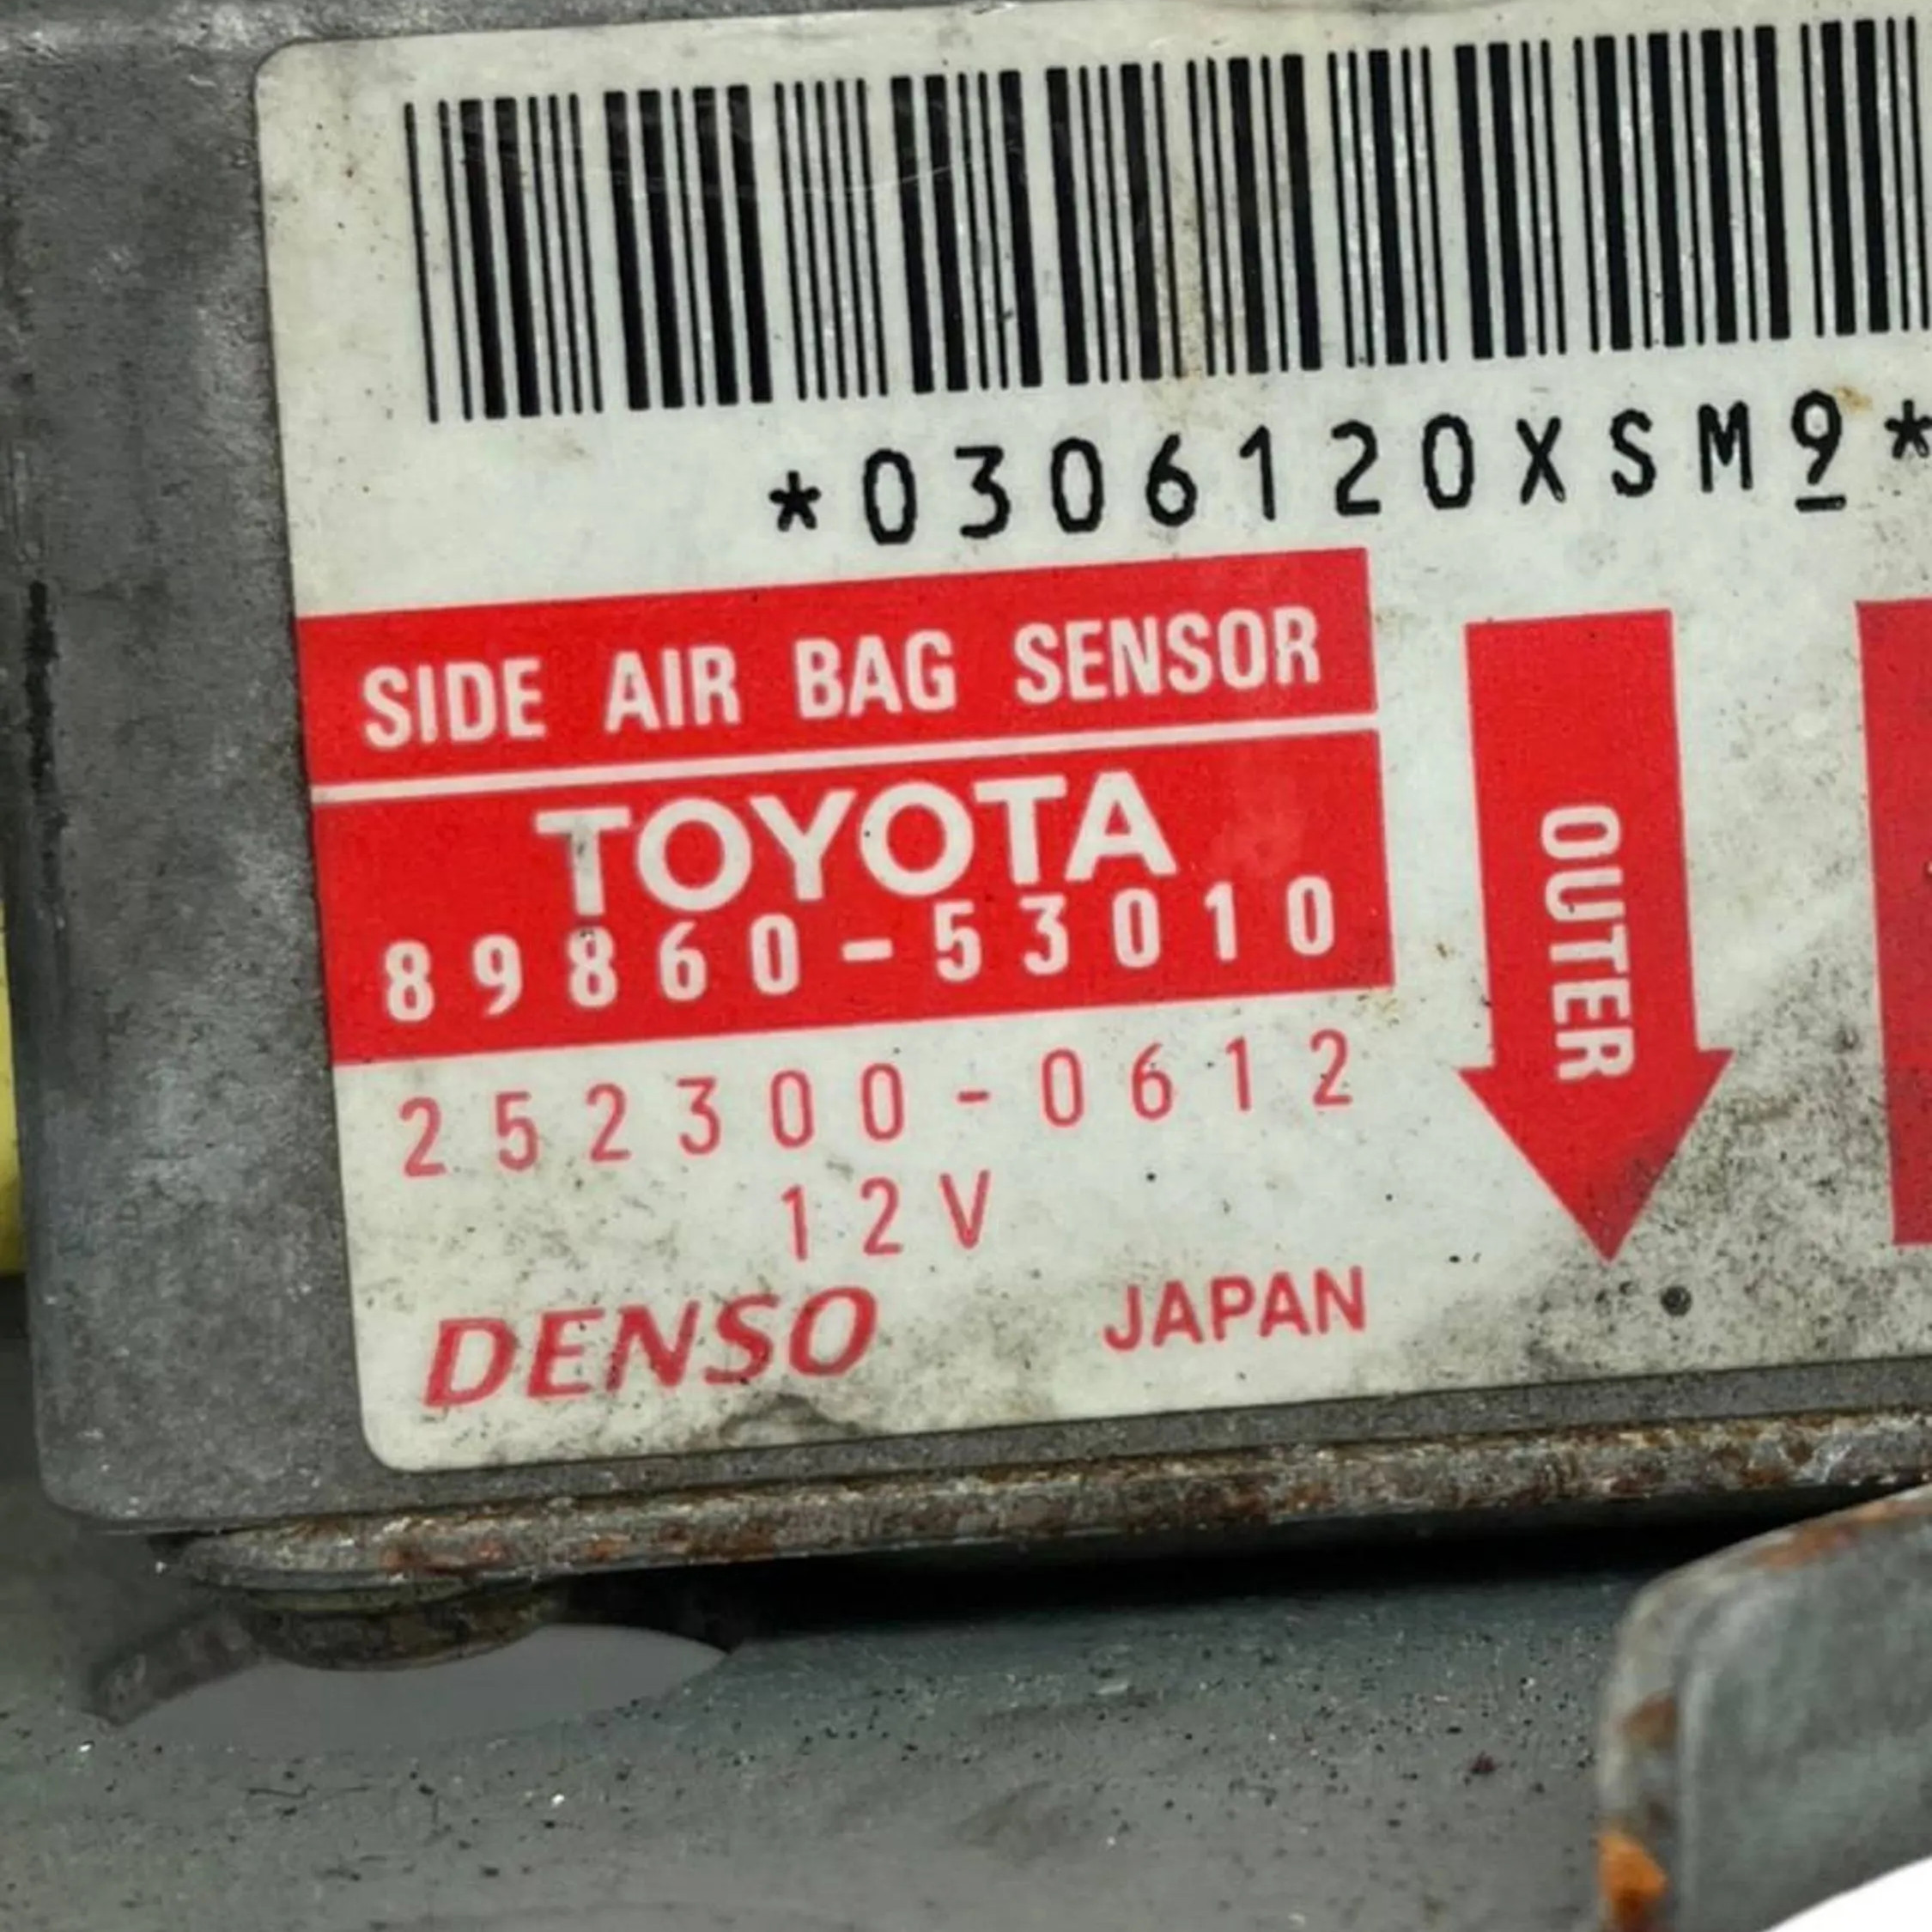 *0306120XSM9*
SIDE AIR BAG SENSOR
TOYOTA
89860-53010
252300-0612
12V
DENSO JAPAN
OUTER